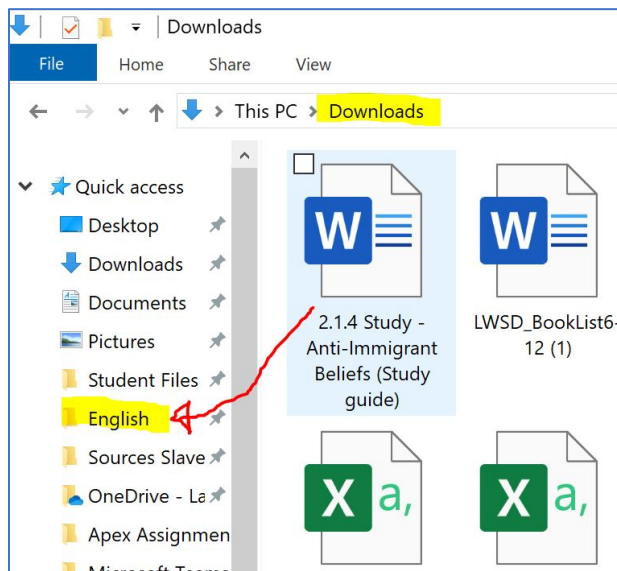 Downloads
File Home Share View
This PC > Downloads
Quick access
Desktop
Downloads
Documents
Pictures
Student Files
English
Sources Slave
OneDrive - La
Apex Assignmen
2.1.4 Study -
Anti-Immigrant
Beliefs (Study
guide)
LWSD_BookList6-
12 (1)
W
W
X a,
X a,